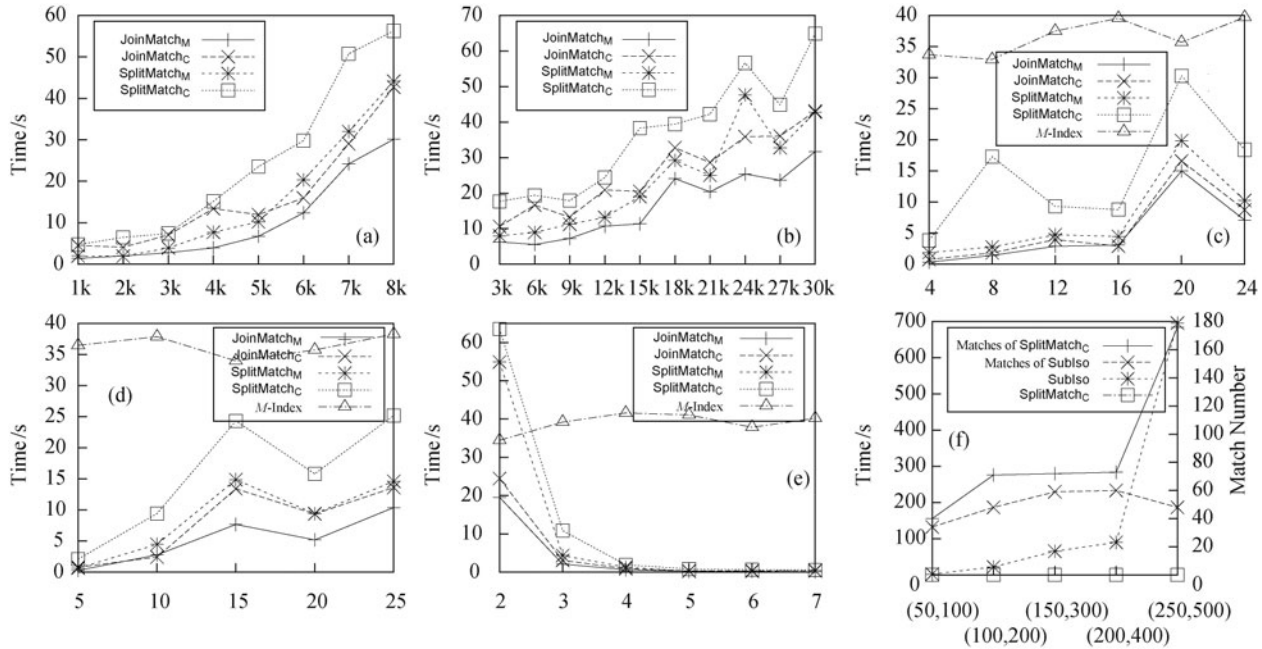 Time/s
60
50
40
30
20
10
0
JoinMatchM
JoinMatchC
SplitMatchM
SplitMatchC
(a)
1k 2k 3k 4k 5k 6k 7k 8k
Time/s
70
60
50
40
30
20
10
0
JoinMatchM
JoinMatchC
SplitMatchM
SplitMatchC
(b)
3k 6k 9k 12k 15k 18k 21k 24k 27k 30k
Time/s
40
35
30
25
20
15
10
5
0
JoinMatchM
JoinMatchC
SplitMatchM
SplitMatchC
M-Index
(c)
4 8 12 16 20 24
Time/s
40
35
30
25
20
15
10
5
0
JoinMatchM
JoinMatchC
SplitMatchM
SplitMatchC
M-Index
(d)
5 10 15 20 25
Time/s
60
50
40
30
20
10
0
JoinMatchM
JoinMatchC
SplitMatchM
SplitMatchC
M-Index
(e)
2 3 4 5 6 7
Time/s
700
600
500
400
300
200
100
0
Matches of SplitMatchC
Matches of SubIso
SubIso
SplitMatchC
(f)
180
160
140
120
100
80
60
40
20
0
Match Number
(50,100) (150,300) (250,500)
(100,200) (200,400)